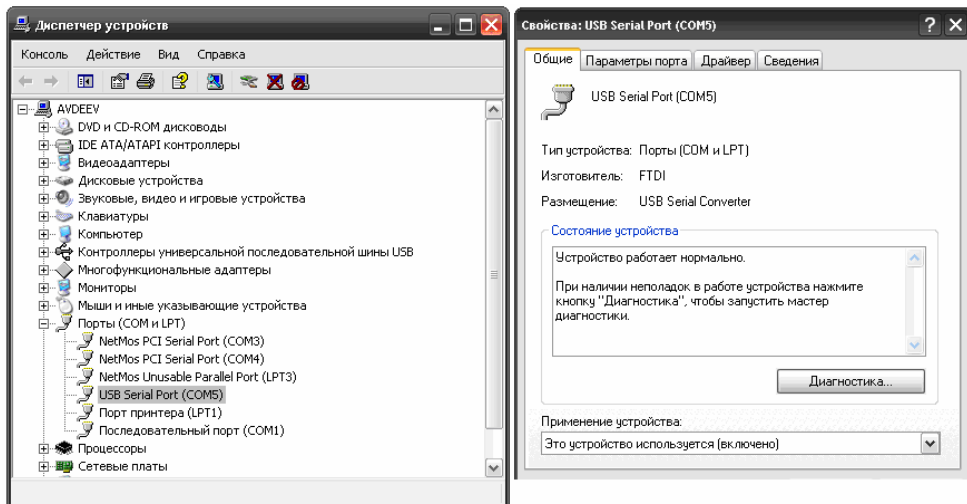 Диспетчер устройств
Консоль Действие Вид Справка
AVDEEV
DVD и CD-ROM дисководы
IDE ATA/ATAPI контроллеры
Видеоадаптеры
Дисковые устройства
Звуковые, видео и игровые устройства
Клавиатуры
Компьютер
Контроллеры универсальной последовательной шины USB
Многофункциональные адаптеры
Мониторы
Мыши и иные указывающие устройства
Порты (COM и LPT)
NetMos PCI Serial Port (COM3)
NetMos PCI Serial Port (COM4)
NetMos Unusable Parallel Port (LPT3)
USB Serial Port (COM5)
Порт принтера (LPT1)
Последовательный порт (COM1)
Процессоры
Сетевые платы
Свойства: USB Serial Port (COM5)
Общие Параметры порта Драйвер Сведения
USB Serial Port (COM5)
Тип устройства: Порты (COM и LPT)
Изготовитель: FTDI
Размещение: USB Serial Converter
Состояние устройства
Устройство работает нормально.
При наличии неполадок в работе устройства нажмите
кнопку "Диагностика", чтобы запустить мастер
диагностики.
Диагностика...
Применение устройства:
Это устройство используется (включено)